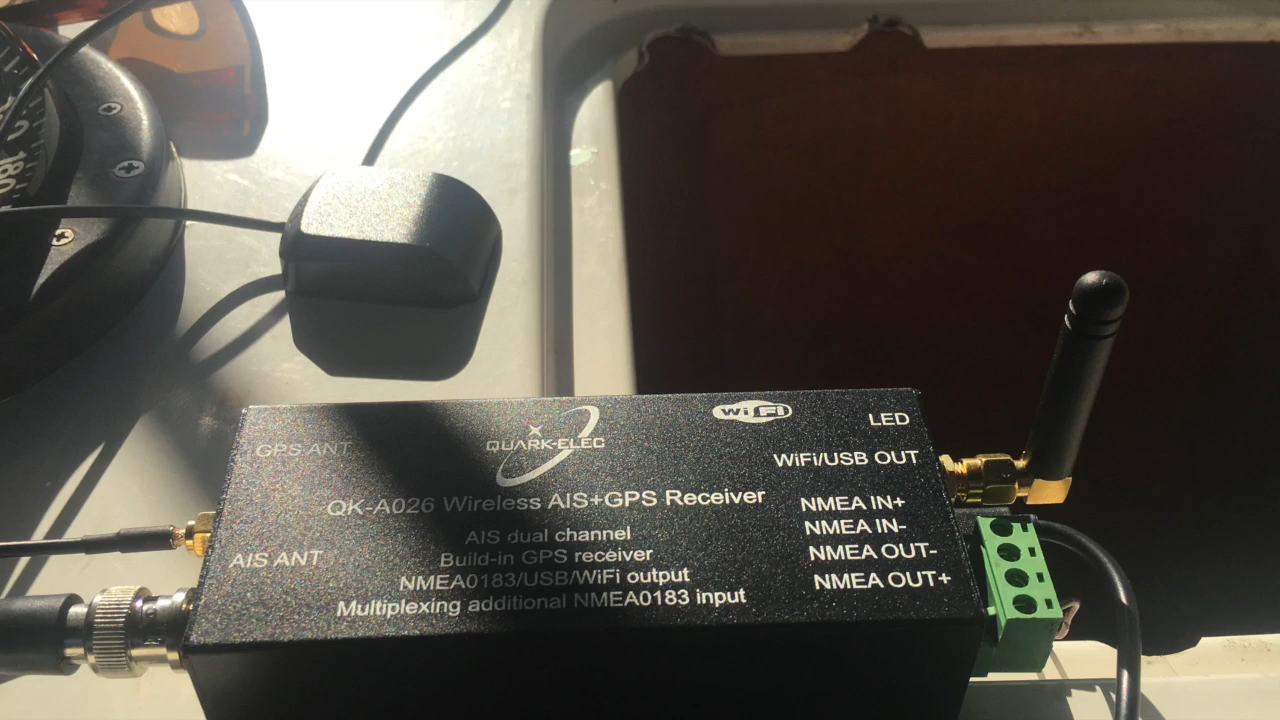 180
GPS ANT
QUARK-ELEC
WiFi
LED
WiFi/USB OUT
QK-A026 Wireless AIS+GPS Receiver
NMEA IN+
NMEA IN-
AIS ANT
AIS dual channel
Build-in GPS receiver
NMEA0183/USB/WiFi output
Multiplexing additional NMEA0183 input
NMEA OUT-
NMEA OUT+